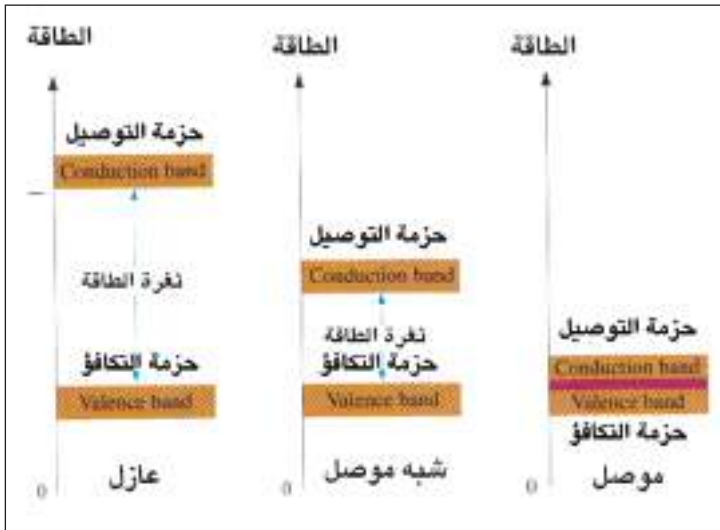 الطاقة
حزمة التوصيل
Conduction band
ثغرة الطاقة
حزمة التكافؤ
Valence band
0
عازل
الطاقة
حزمة التوصيل
Conduction band
ثغرة الطاقة
حزمة التكافؤ
Valence band
0
شبه موصل
الطاقة
حزمة التوصيل
Conduction band
Valence band
حزمة التكافؤ
0
موصل